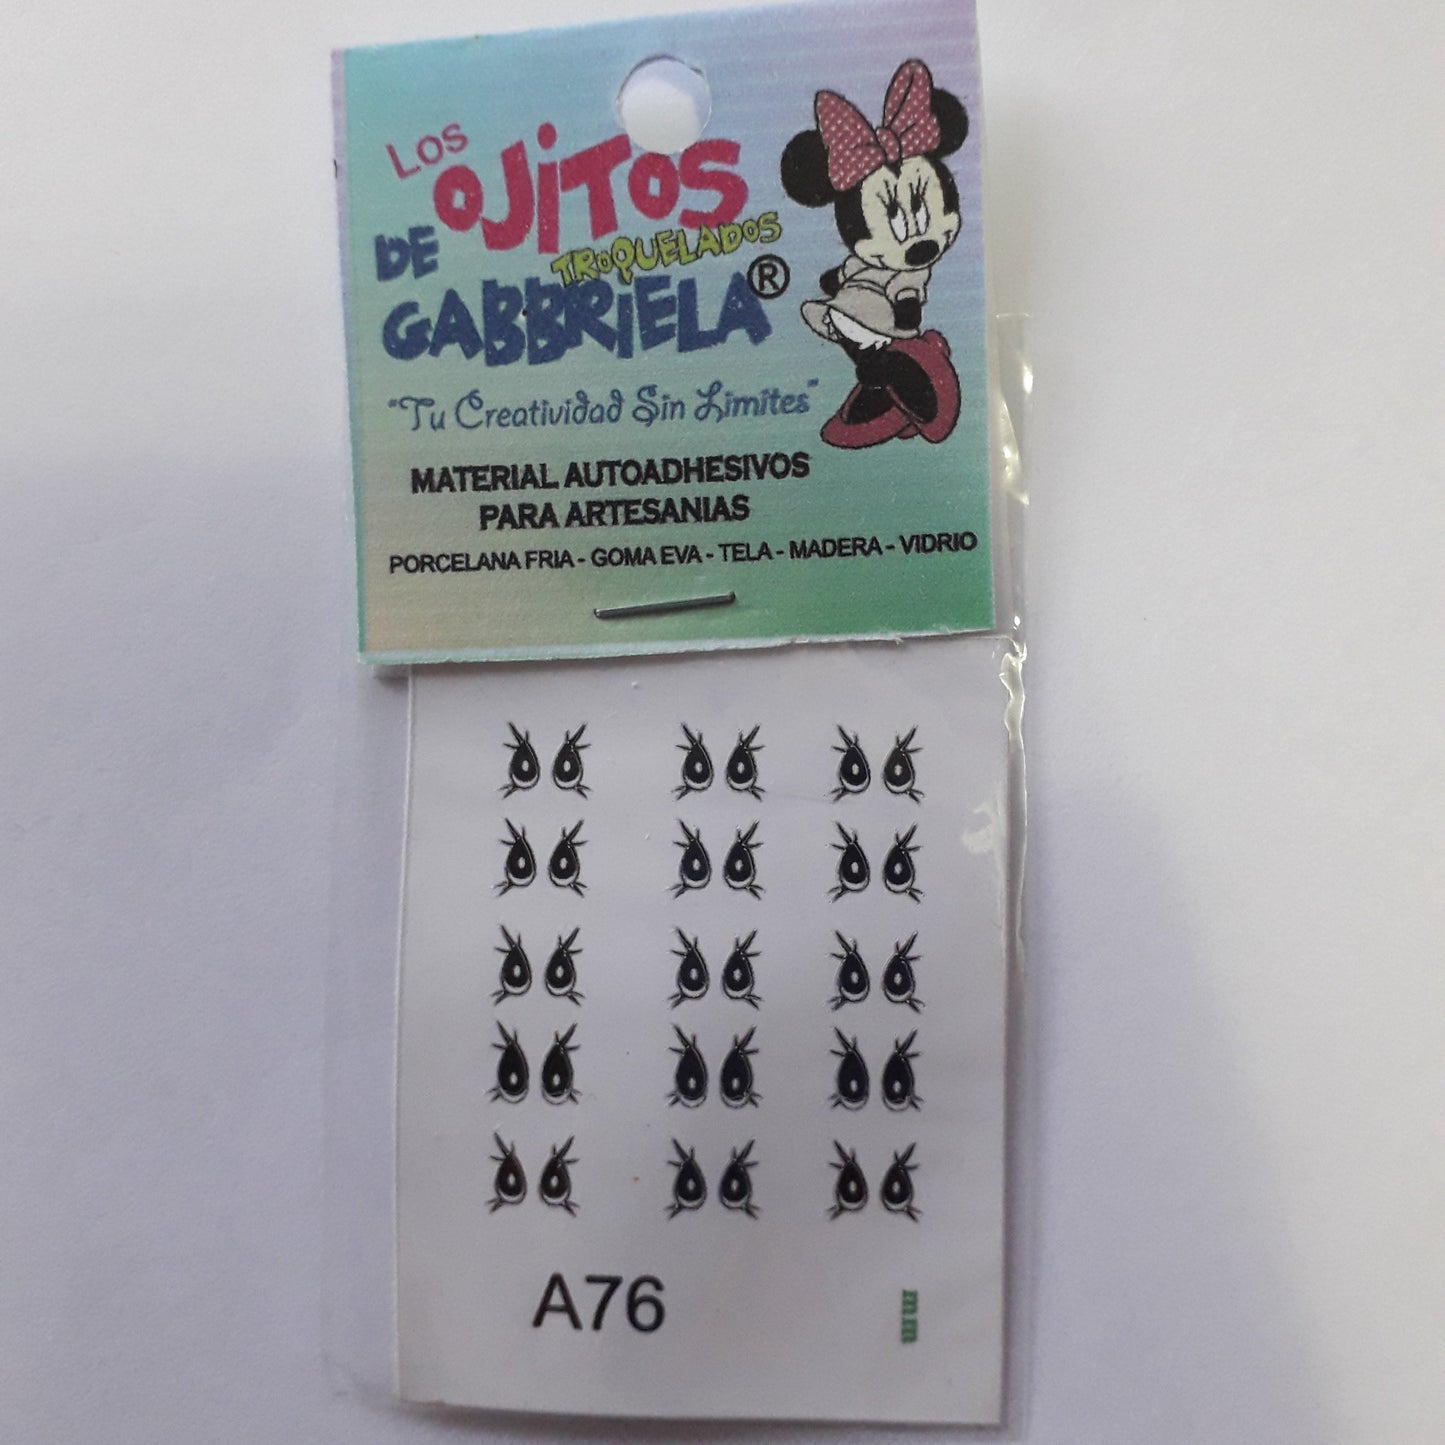 LOS
OJITOS
TROQUELADOS
DE
GABBRIELA®
"Tu Creatividad Sin Limites"
MATERIAL AUTOADHESIVOS
PARA ARTESANIAS
PORCELANA FRIA - GOMA EVA - TELA - MADERA - VIDRIO
A76
mm